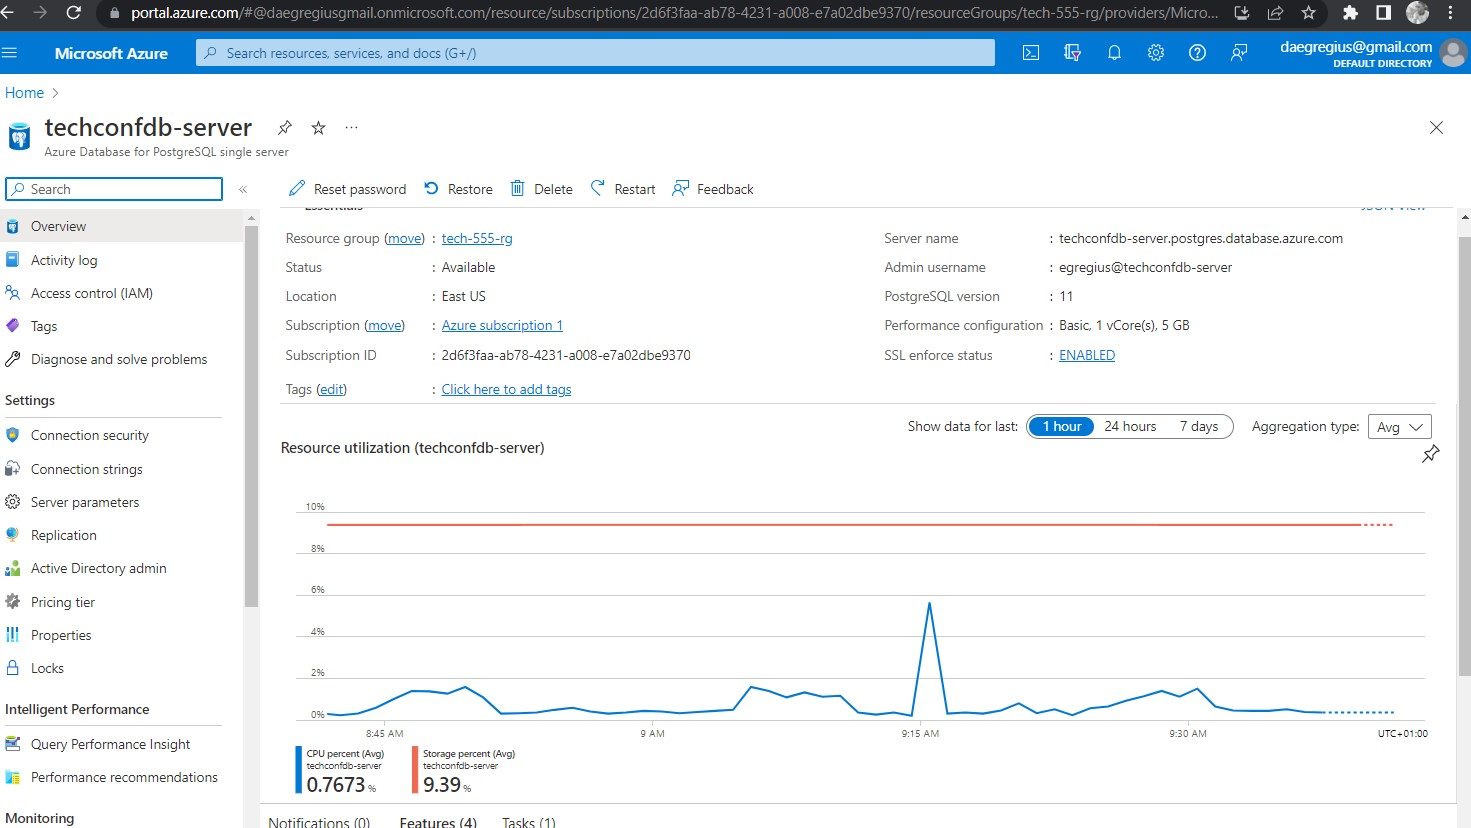 portal.azure.com/#@daegregiusgmail.onmicrosoft.com/resource/subscriptions/2d6f3faa-ab78-4231-a008-e7a02dbe9370/resourceGroups/tech-555-rg/providers/Micro...
Microsoft Azure
Search resources, services, and docs (G+/)
daegregius@gmail.com
DEFAULT DIRECTORY
Home
techconfdb-server
Azure Database for PostgreSQL single server
Search
Reset password Restore Delete Restart Feedback
Overview
Activity log
Access control (IAM)
Tags
Diagnose and solve problems
Settings
Connection security
Connection strings
Server parameters
Replication
Active Directory admin
Pricing tier
Properties
Locks
Intelligent Performance
Query Performance Insight
Performance recommendations
Monitoring
Essentials
JSON View
Resource group (move) : tech-555-rg
Status : Available
Location : East US
Subscription (move) : Azure subscription 1
Subscription ID : 2d6f3faa-ab78-4231-a008-e7a02dbe9370
Tags (edit) : Click here to add tags
Server name : techconfdb-server.postgres.database.azure.com
Admin username : egregius@techconfdb-server
PostgreSQL version : 11
Performance configuration : Basic, 1 vCore(s), 5 GB
SSL enforce status : ENABLED
Show data for last: 1 hour 24 hours 7 days Aggregation type: Avg
Resource utilization (techconfdb-server)
10%
8%
6%
4%
2%
0%
8:45 AM 9 AM 9:15 AM 9:30 AM UTC+01:00
CPU percent (Avg)
techconfdb-server
0.7673 %
Storage percent (Avg)
techconfdb-server
9.39 %
Notifications (0) Features (4) Tasks (1)